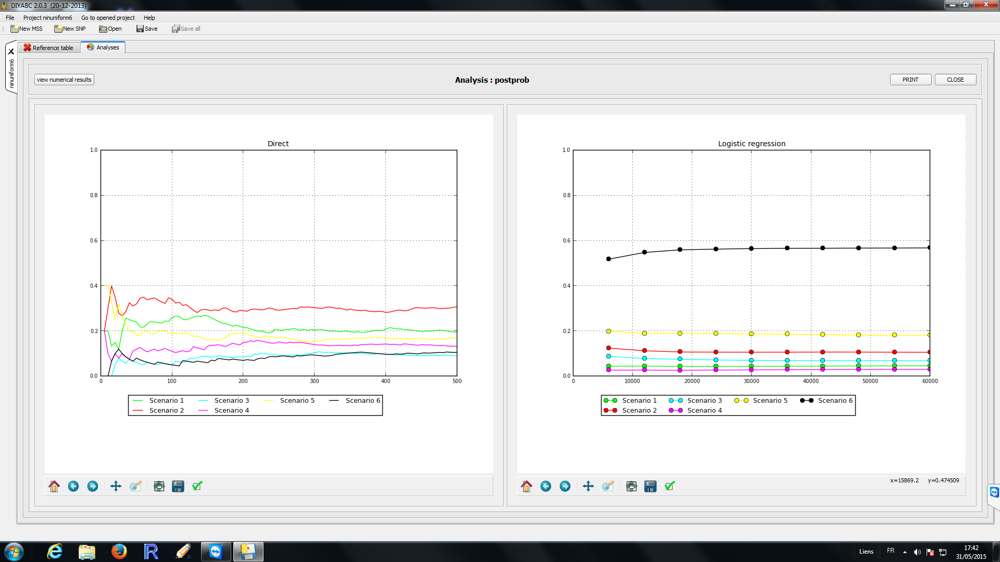 DIYABC 2.0.3 (20-12-2013)
File Project ninuniform6 Go to opened project Help
New MSS New SNP Open Save Save all
Reference table Analyses
ninuniform6
view numerical results
Analysis : postprob
PRINT CLOSE
Direct
1.0
0.8
0.6
0.4
0.2
0.0
0 100 200 300 400 500
Scenario 1 Scenario 3 Scenario 5 Scenario 6
Scenario 2 Scenario 4
Logistic regression
1.0
0.8
0.6
0.4
0.2
0.0
0 10000 20000 30000 40000 50000 60000
Scenario 1 Scenario 3 Scenario 5 Scenario 6
Scenario 2 Scenario 4
x=15869.2 y=0.474509
Liens FR 17:42
31/05/2015